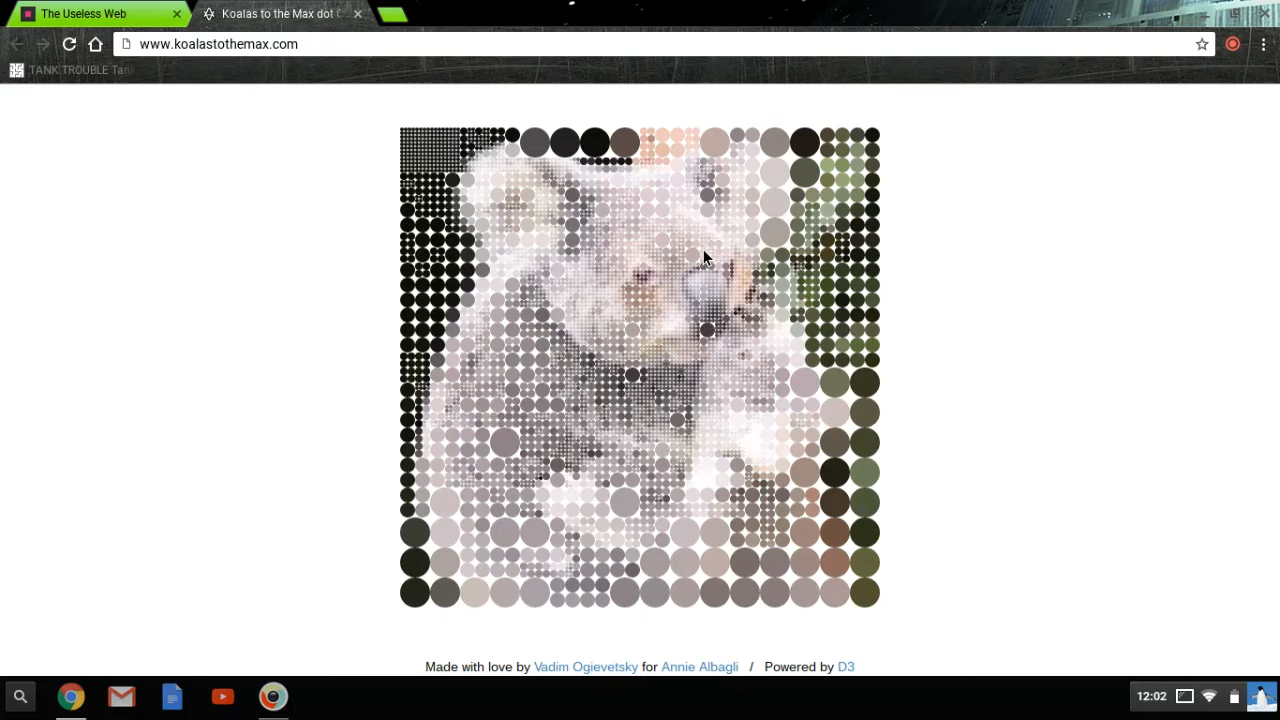 The Useless Web
Koalas to the Max dot C
www.koalastothemax.com
TANK TROUBLE Tan
Made with love by Vadim Ogievetsky for Annie Albagli / Powered by D3
12:02